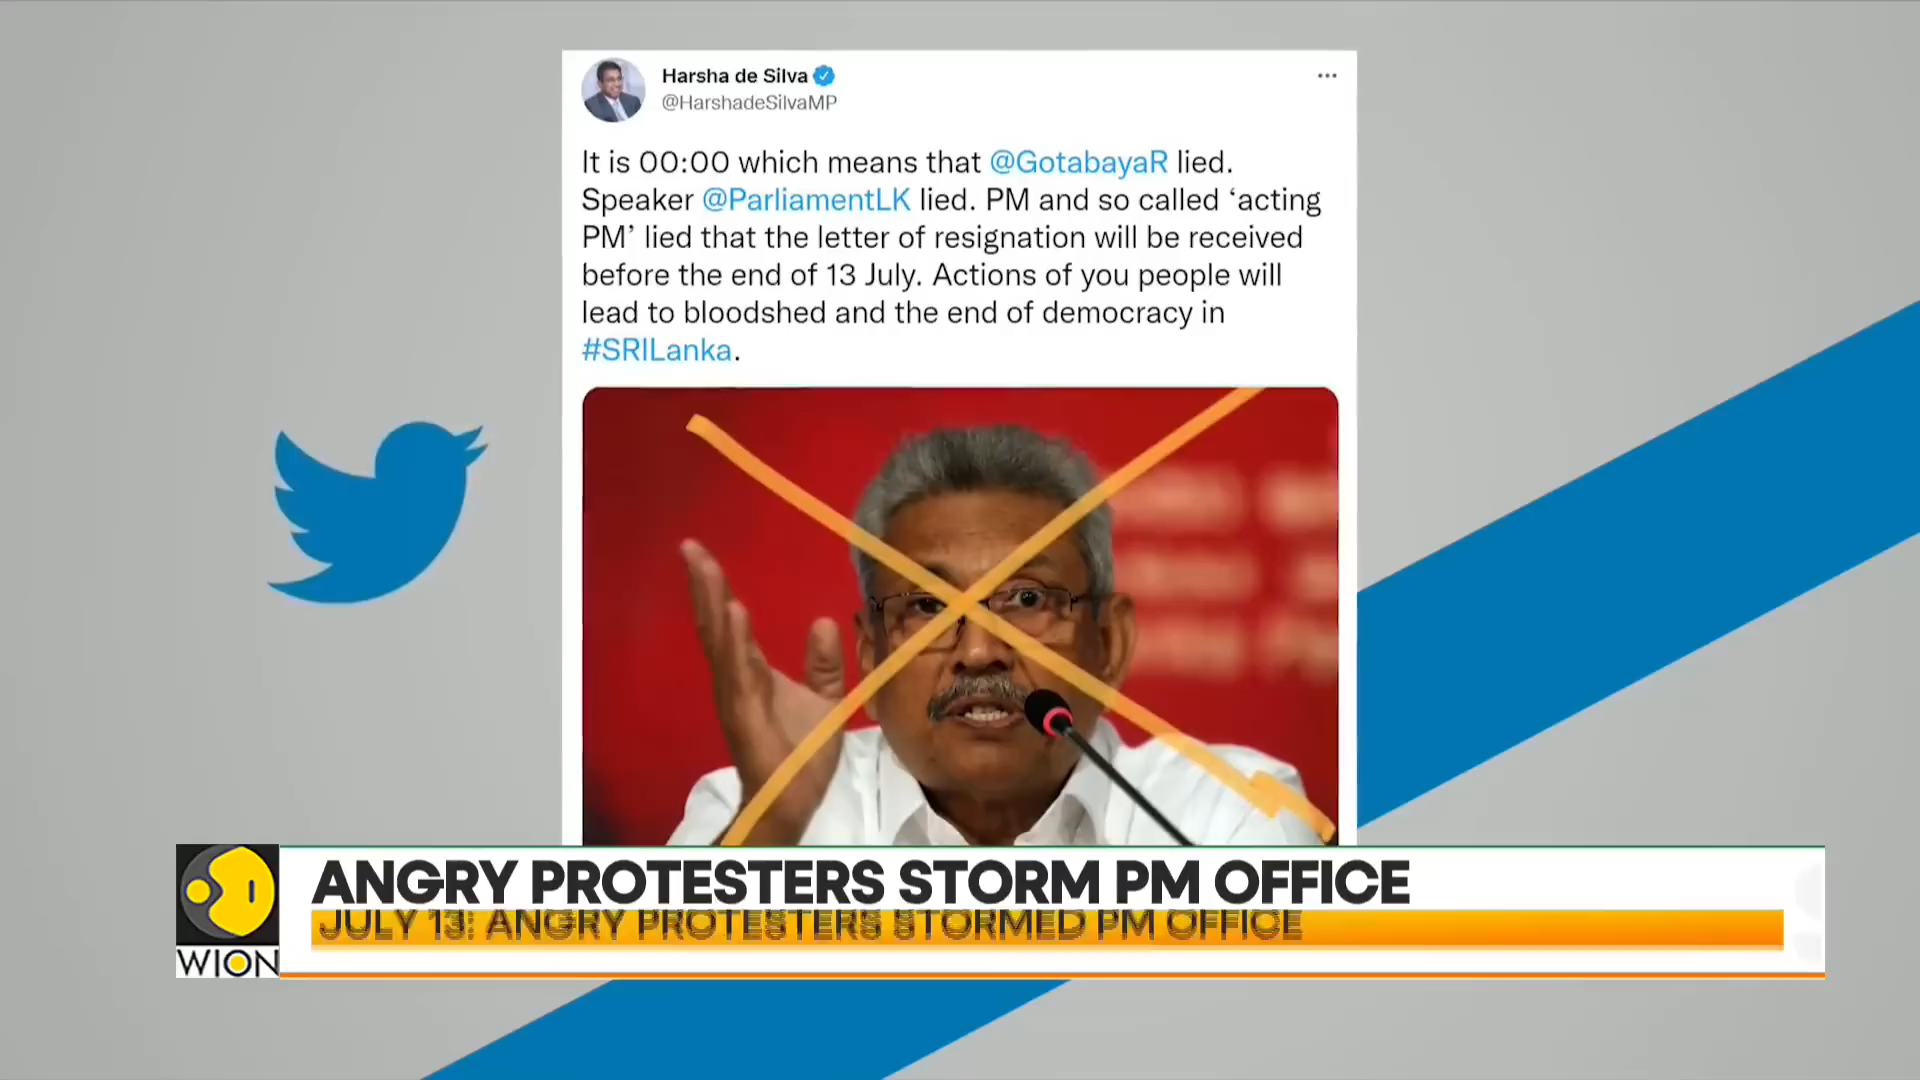 Harsha de Silva
@HarshadeSilvaMP
It is 00:00 which means that @GotabayaR lied.
Speaker @ParliamentLK lied. PM and so called ‘acting
PM’ lied that the letter of resignation will be received
before the end of 13 July. Actions of you people will
lead to bloodshed and the end of democracy in
#SRILanka.
ANGRY PROTESTERS STORM PM OFFICE
JULY 13: ANGRY PROTESTERS STORMED PM OFFICE
WION